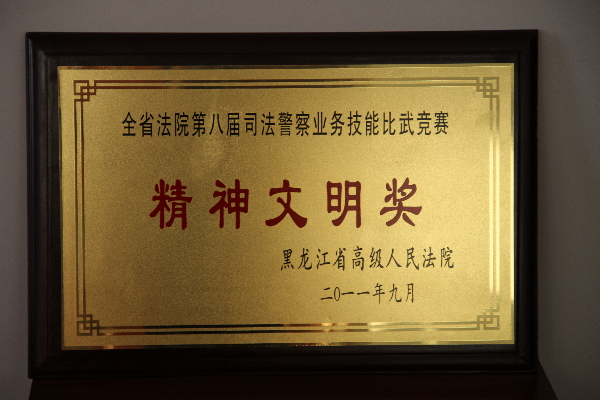 全省法院第八届司法警察业务技能比武竞赛
精神文明奖
黑龙江省高级人民法院
二〇一一年九月